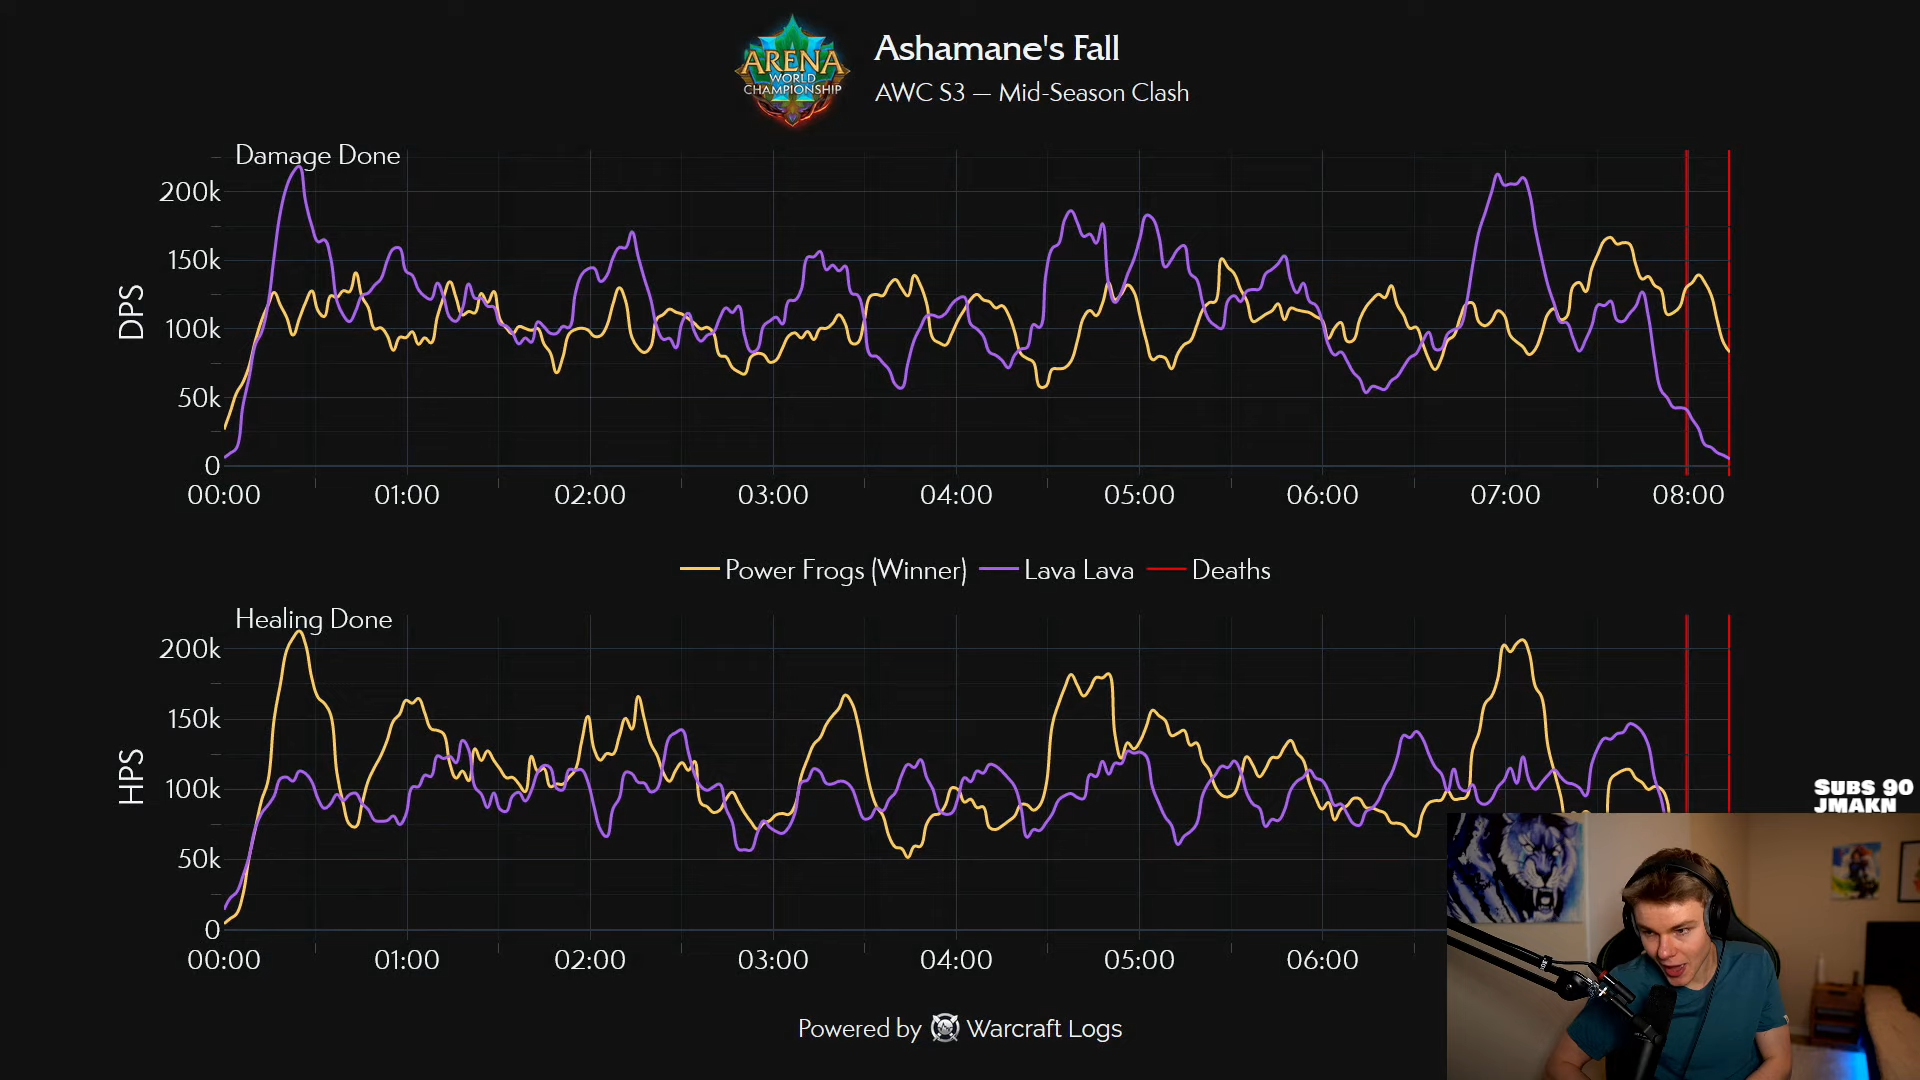 ARENA
WORLD
CHAMPIONSHIP
Ashamane's Fall
AWC S3 — Mid-Season Clash
Damage Done
DPS
200k
150k
100k
50k
0
00:00 01:00 02:00 03:00 04:00 05:00 06:00 07:00 08:00
Power Frogs (Winner) Lava Lava Deaths
Healing Done
HPS
200k
150k
100k
50k
0
00:00 01:00 02:00 03:00 04:00 05:00 06:00
SUBS 90
JMAKN
Powered by Warcraft Logs